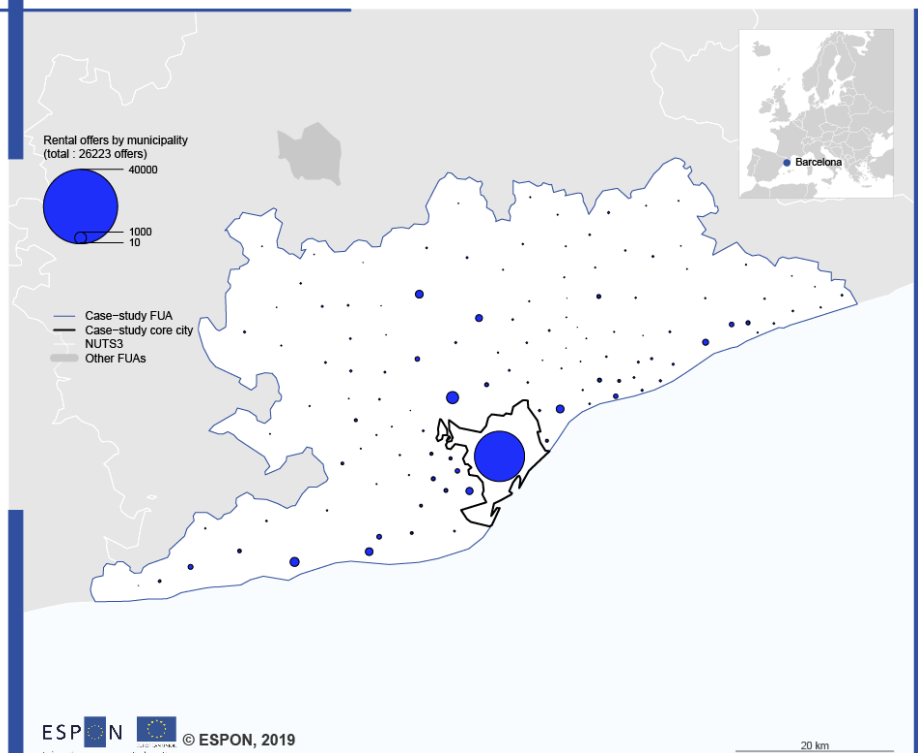 Rental offers by municipality
(total : 26223 offers)
40000
1000
10
Case−study FUA
Case−study core city
NUTS3
Other FUAs
Barcelona
ESPON
© ESPON, 2019
20 km